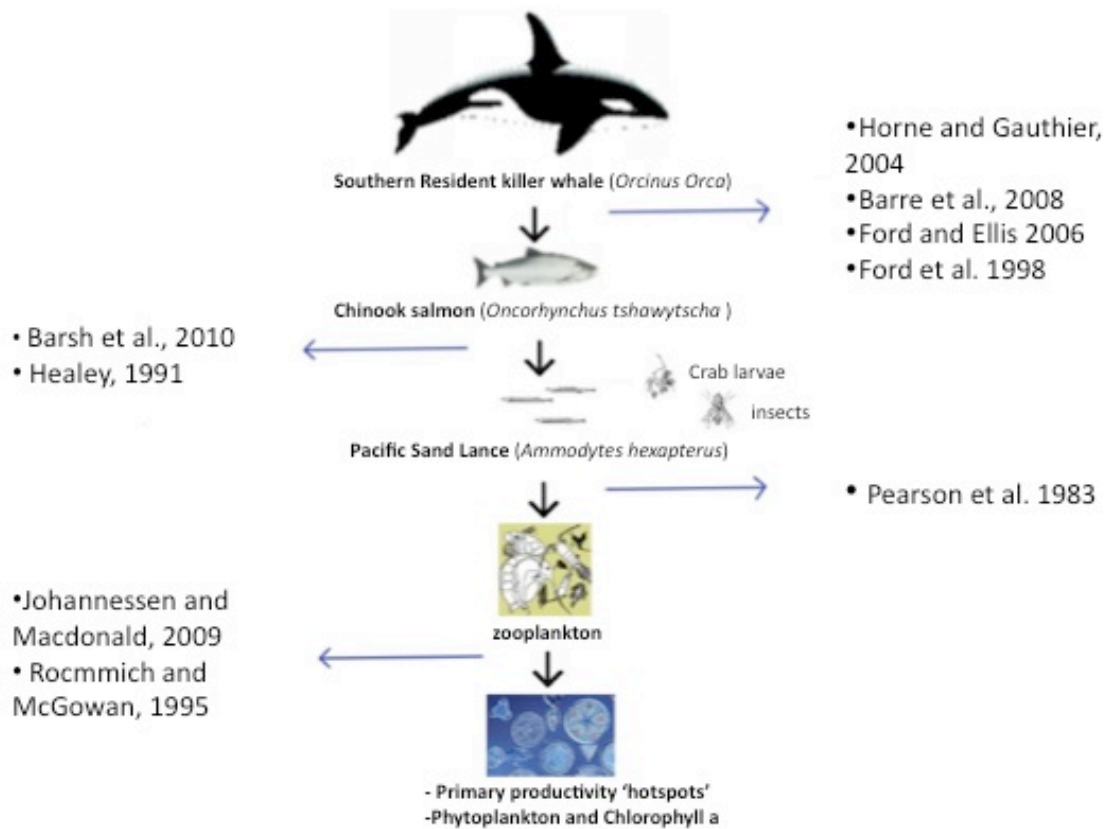 Southern Resident killer whale (Orcinus Orca)
•Horne and Gauthier,
2004
•Barre et al., 2008
•Ford and Ellis 2006
•Ford et al. 1998
Chinook salmon (Oncorhynchus tshawytscha )
• Barsh et al., 2010
• Healey, 1991
Crab larvae
insects
Pacific Sand Lance (Ammodytes hexapterus)
• Pearson et al. 1983
zooplankton
•Johannessen and
Macdonald, 2009
• Rocmmich and
McGowan, 1995
- Primary productivity ‘hotspots’
-Phytoplankton and Chlorophyll a